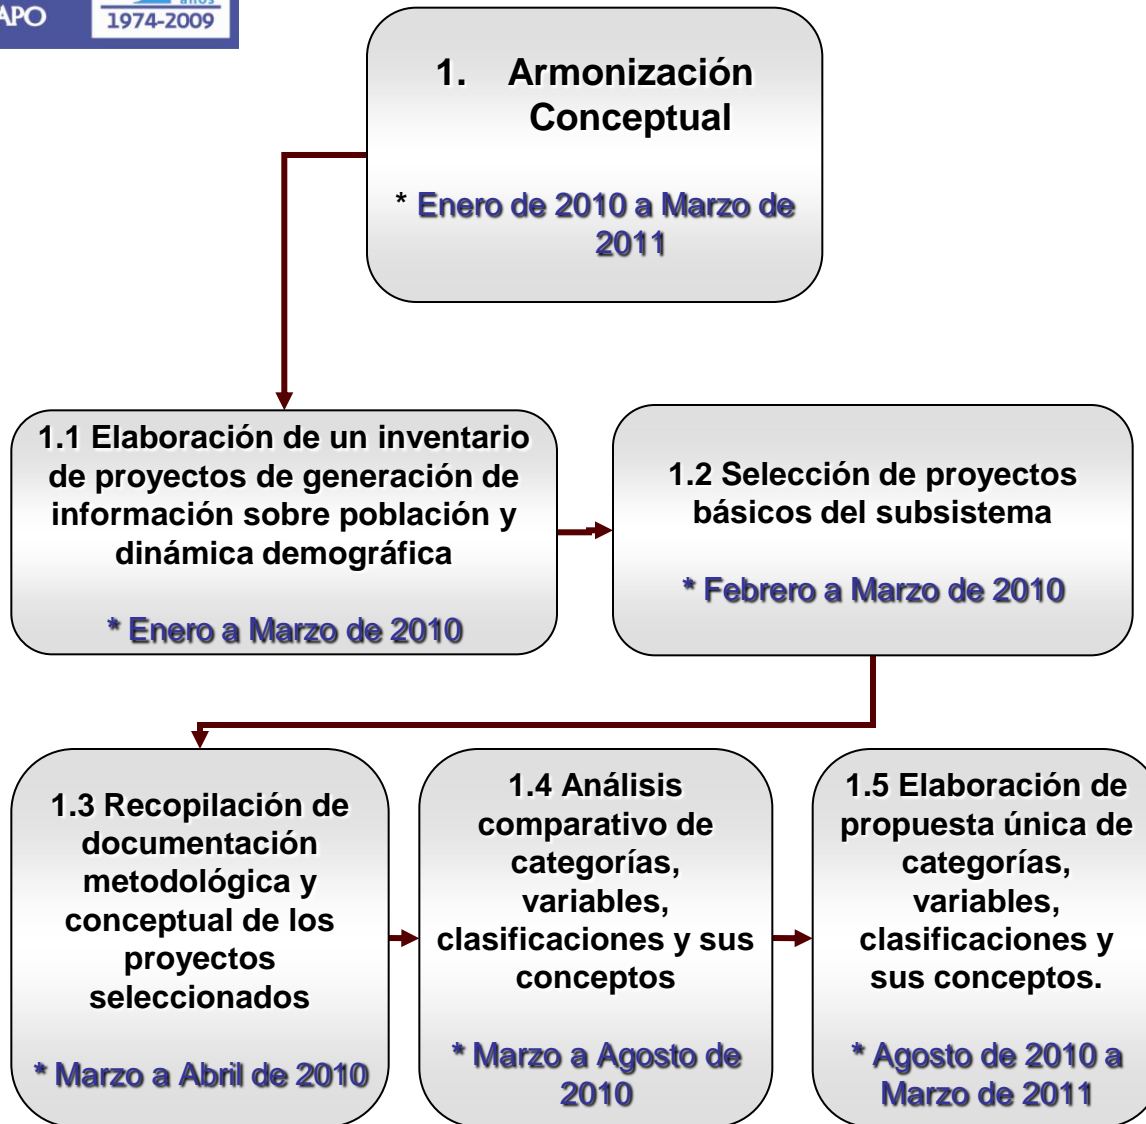 APO
años
1974-2009
1. Armonización
Conceptual
* Enero de 2010 a Marzo de
2011
1.1 Elaboración de un inventario
de proyectos de generación de
información sobre población y
dinámica demográfica
* Enero a Marzo de 2010
1.2 Selección de proyectos
básicos del subsistema
* Febrero a Marzo de 2010
1.3 Recopilación de
documentación
metodológica y
conceptual de los
proyectos
seleccionados
* Marzo a Abril de 2010
1.4 Análisis
comparativo de
categorías,
variables,
clasificaciones y sus
conceptos
* Marzo a Agosto de
2010
1.5 Elaboración de
propuesta única de
categorías,
variables,
clasificaciones y
sus conceptos.
* Agosto de 2010 a
Marzo de 2011